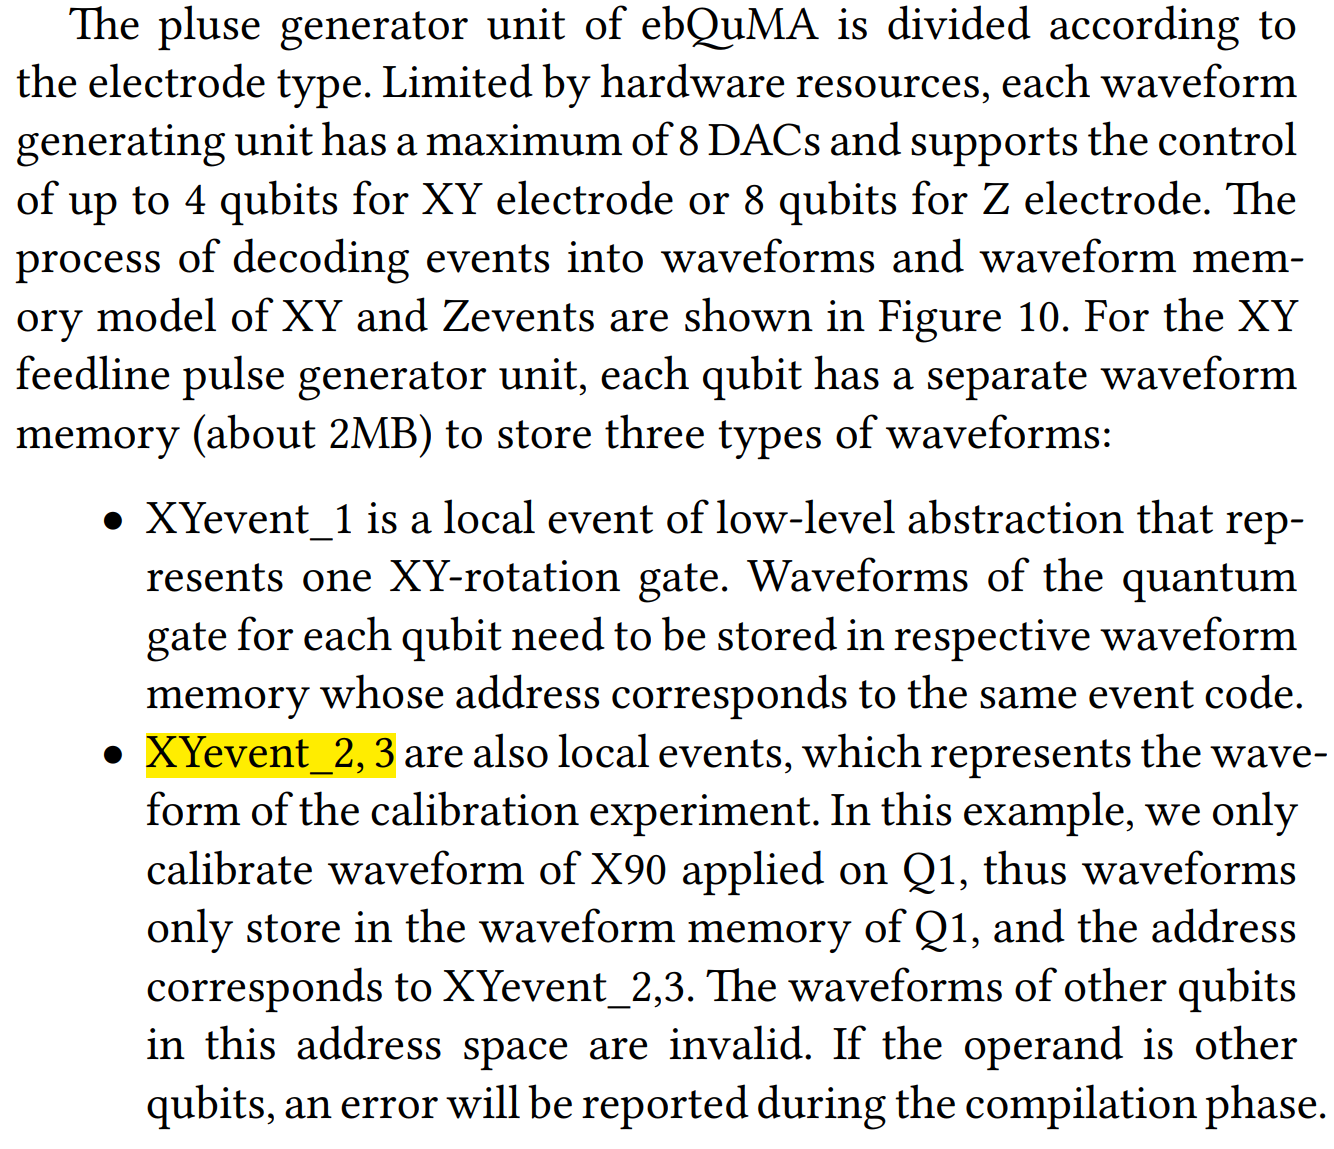 The pluse generator unit of ebQuMA is divided according to
the electrode type. Limited by hardware resources, each waveform
generating unit has a maximum of 8 DACs and supports the control
of up to 4 qubits for XY electrode or 8 qubits for Z electrode. The
process of decoding events into waveforms and waveform mem-
ory model of XY and Zevents are shown in Figure 10. For the XY
feedline pulse generator unit, each qubit has a separate waveform
memory (about 2MB) to store three types of waveforms:
• XYevent_1 is a local event of low-level abstraction that rep-
resents one XY-rotation gate. Waveforms of the quantum
gate for each qubit need to be stored in respective waveform
memory whose address corresponds to the same event code.
• XYevent_2, 3 are also local events, which represents the wave-
form of the calibration experiment. In this example, we only
calibrate waveform of X90 applied on Q1, thus waveforms
only store in the waveform memory of Q1, and the address
corresponds to XYevent_2,3. The waveforms of other qubits
in this address space are invalid. If the operand is other
qubits, an error will be reported during the compilation phase.